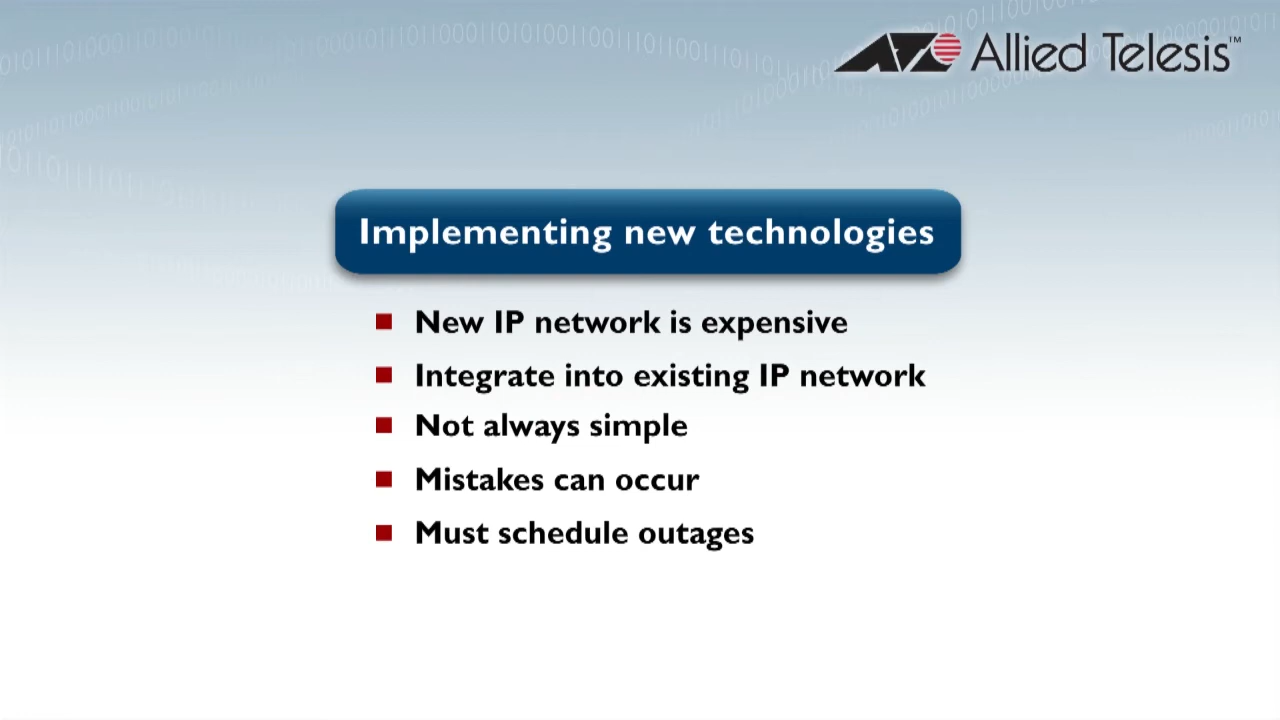 Allied Telesis™
Implementing new technologies
New IP network is expensive
Integrate into existing IP network
Not always simple
Mistakes can occur
Must schedule outages